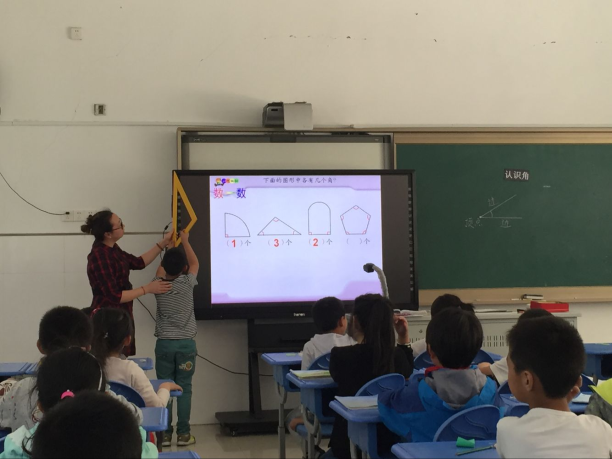 下面的图形中各有几个角?
数一数
(1)个 (3)个 (2)个 ( )个
认识角
边
顶点
边